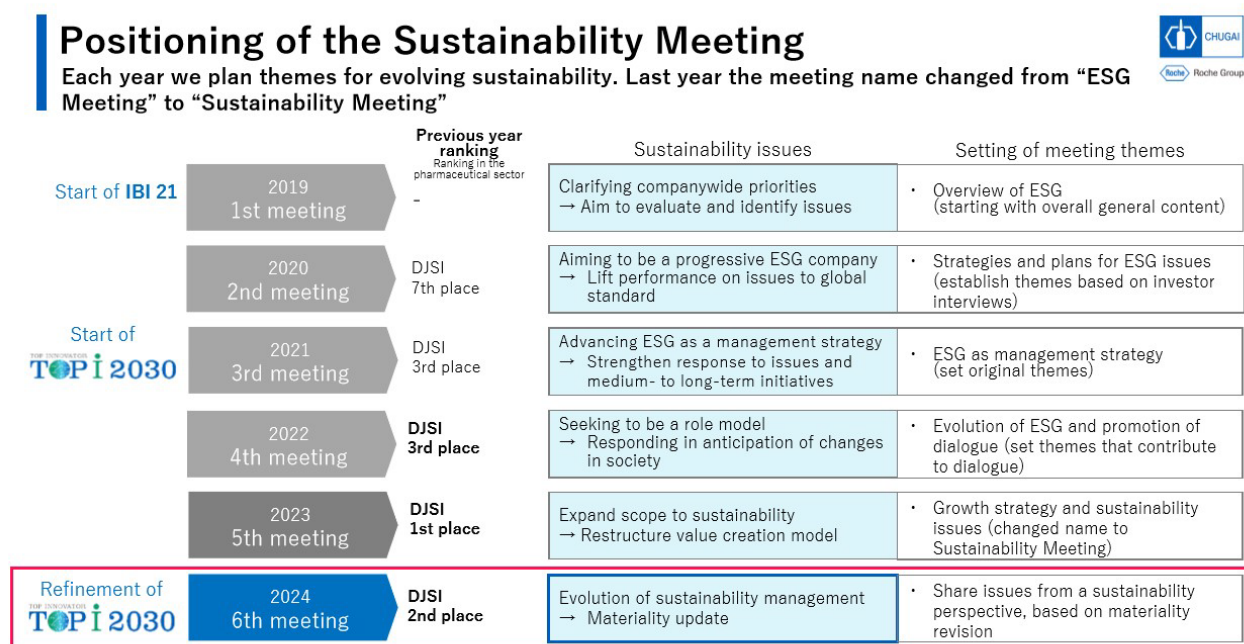 Positioning of the Sustainability Meeting
Each year we plan themes for evolving sustainability. Last year the meeting name changed from “ESG
Meeting” to “Sustainability Meeting”
CHUGAI
Roche Roche Group
Previous year
ranking
Ranking in the
pharmaceutical sector
Sustainability issues
Setting of meeting themes
Start of IBI 21
2019
1st meeting
-
Clarifying companywide priorities
→ Aim to evaluate and identify issues
・ Overview of ESG
(starting with overall general content)
2020
2nd meeting
DJSI
7th place
Aiming to be a progressive ESG company
→ Lift performance on issues to global
standard
・ Strategies and plans for ESG issues
(establish themes based on investor
interviews)
Start of
TOP INNOVATOR
TOP i 2030
2021
3rd meeting
DJSI
3rd place
Advancing ESG as a management strategy
→ Strengthen response to issues and
medium- to long-term initiatives
・ ESG as management strategy
(set original themes)
2022
4th meeting
DJSI
3rd place
Seeking to be a role model
→ Responding in anticipation of changes
in society
・ Evolution of ESG and promotion of
dialogue (set themes that contribute
to dialogue)
2023
5th meeting
DJSI
1st place
Expand scope to sustainability
→ Restructure value creation model
・ Growth strategy and sustainability
issues (changed name to
Sustainability Meeting)
Refinement of
TOP INNOVATOR
TOP i 2030
2024
6th meeting
DJSI
2nd place
Evolution of sustainability management
→ Materiality update
・ Share issues from a sustainability
perspective, based on materiality
revision